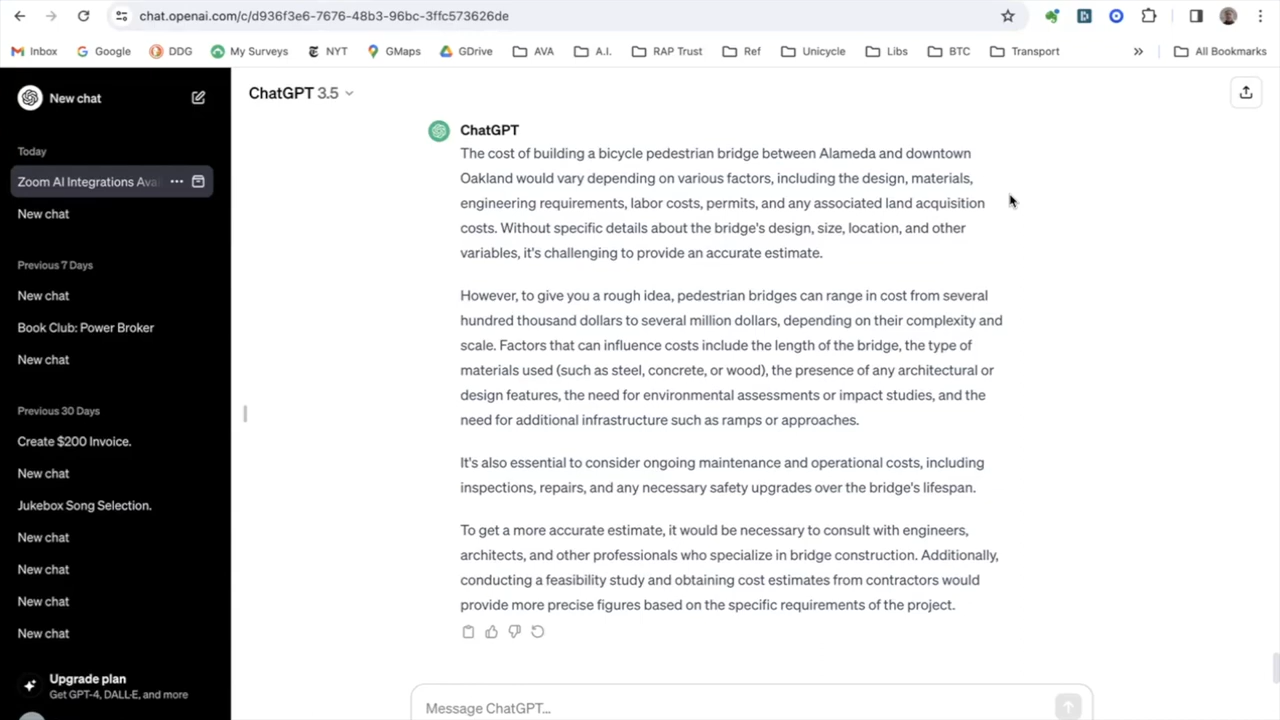 chat.openai.com/c/d936f3e6-7676-48b3-96bc-3ffc573626de
Inbox Google DDG My Surveys NYT GMaps GDrive AVA A.I. RAP Trust Ref Unicycle Libs BTC Transport » All Bookmarks
New chat
Today
Zoom AI Integrations Ava
New chat
Previous 7 Days
New chat
Book Club: Power Broker
New chat
Previous 30 Days
Create $200 Invoice.
New chat
Jukebox Song Selection.
New chat
New chat
New chat
New chat
Upgrade plan
Get GPT-4, DALL·E, and more
ChatGPT 3.5
ChatGPT
The cost of building a bicycle pedestrian bridge between Alameda and downtown
Oakland would vary depending on various factors, including the design, materials,
engineering requirements, labor costs, permits, and any associated land acquisition
costs. Without specific details about the bridge's design, size, location, and other
variables, it's challenging to provide an accurate estimate.
However, to give you a rough idea, pedestrian bridges can range in cost from several
hundred thousand dollars to several million dollars, depending on their complexity and
scale. Factors that can influence costs include the length of the bridge, the type of
materials used (such as steel, concrete, or wood), the presence of any architectural or
design features, the need for environmental assessments or impact studies, and the
need for additional infrastructure such as ramps or approaches.
It's also essential to consider ongoing maintenance and operational costs, including
inspections, repairs, and any necessary safety upgrades over the bridge's lifespan.
To get a more accurate estimate, it would be necessary to consult with engineers,
architects, and other professionals who specialize in bridge construction. Additionally,
conducting a feasibility study and obtaining cost estimates from contractors would
provide more precise figures based on the specific requirements of the project.
Message ChatGPT...